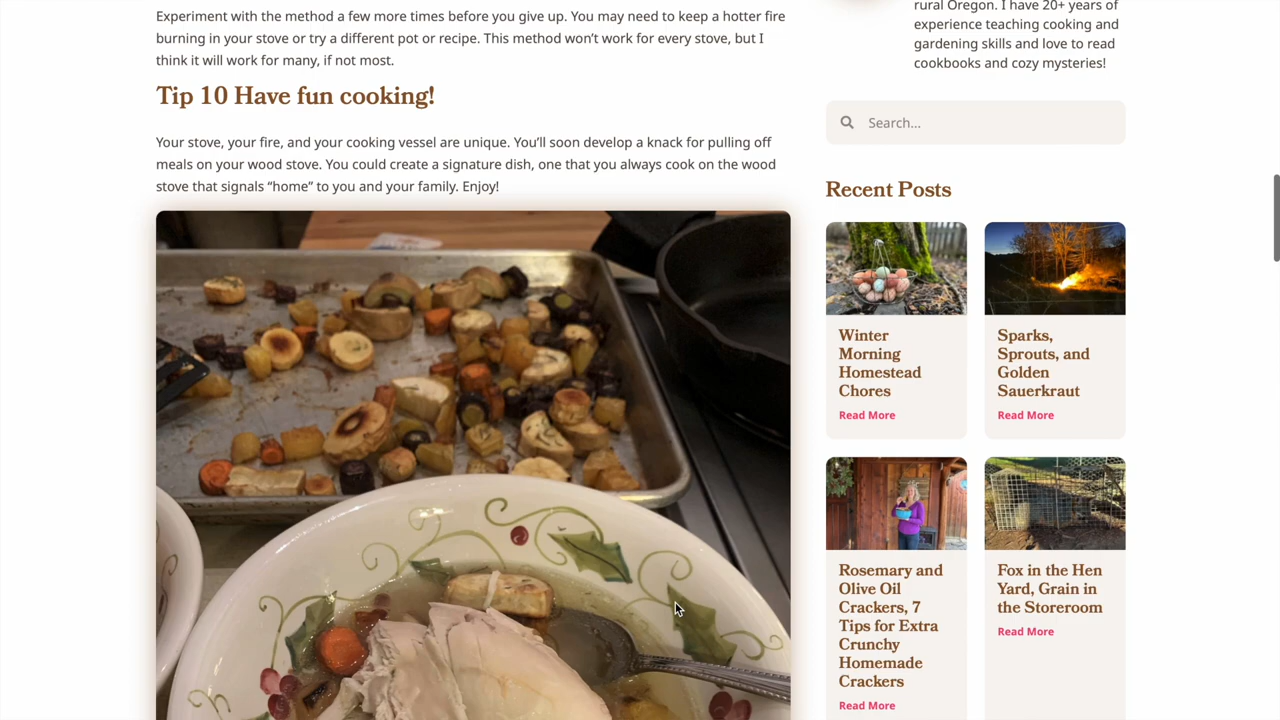 Experiment with the method a few more times before you give up. You may need to keep a hotter fire
burning in your stove or try a different pot or recipe. This method won’t work for every stove, but I
think it will work for many, if not most.
Tip 10 Have fun cooking!
Your stove, your fire, and your cooking vessel are unique. You’ll soon develop a knack for pulling off
meals on your wood stove. You could create a signature dish, one that you always cook on the wood
stove that signals “home” to you and your family. Enjoy!
rural Oregon. I have 20+ years of
experience teaching cooking and
gardening skills and love to read
cookbooks and cozy mysteries!
Search...
Recent Posts
Winter
Morning
Homestead
Chores
Read More
Sparks,
Sprouts, and
Golden
Sauerkraut
Read More
Rosemary and
Olive Oil
Crackers, 7
Tips for Extra
Crunchy
Homemade
Crackers
Read More
Fox in the Hen
Yard, Grain in
the Storeroom
Read More